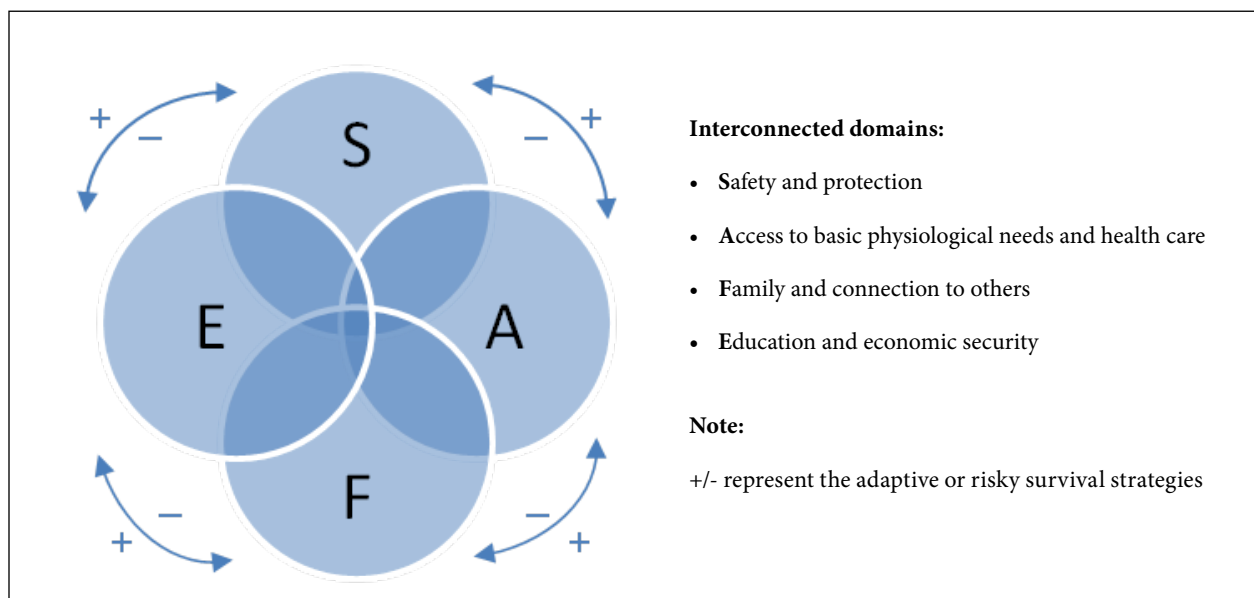 +
−
S
+
−
E
A
F
−
+
−
+
Interconnected domains:
• Safety and protection
• Access to basic physiological needs and health care
• Family and connection to others
• Education and economic security
Note:
+/- represent the adaptive or risky survival strategies